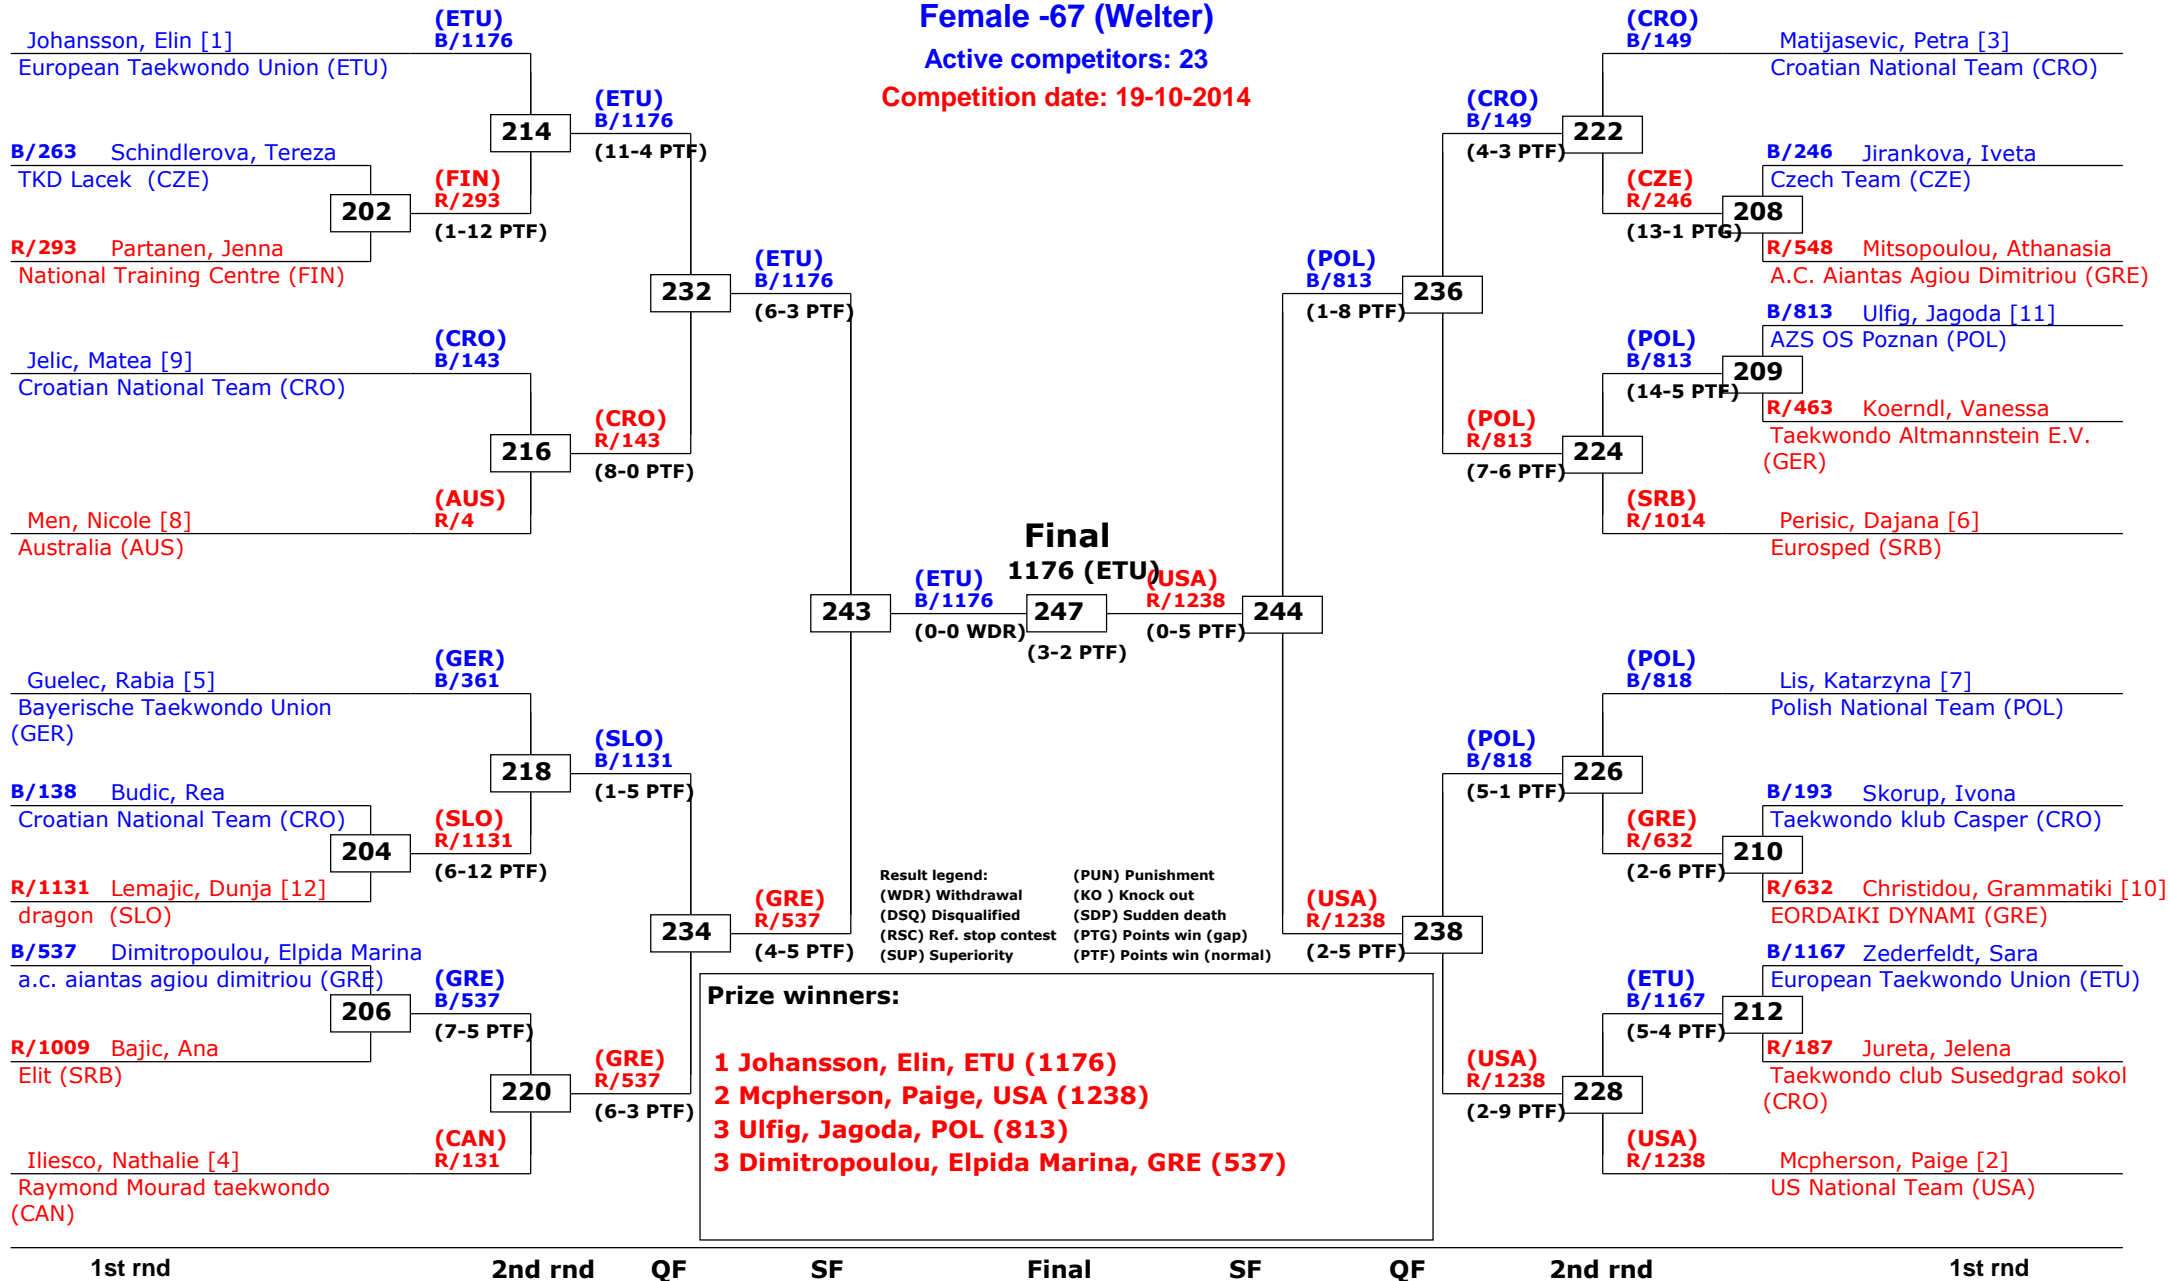 Female -67 (Welter)
Active competitors: 23
Competition date: 19-10-2014
Johansson, Elin [1]
European Taekwondo Union (ETU)
(ETU)
B/1176
B/263 Schindlerova, Tereza
TKD Lacek (CZE)
202
R/293 Partanen, Jenna
National Training Centre (FIN)
(FIN)
R/293
(1-12 PTF)
214
(ETU)
B/1176
(11-4 PTF)
Jelic, Matea [9]
Croatian National Team (CRO)
(CRO)
B/143
216
Men, Nicole [8]
Australia (AUS)
(AUS)
R/4
(CRO)
R/143
(8-0 PTF)
232
(ETU)
B/1176
(6-3 PTF)
Guelec, Rabia [5]
Bayerische Taekwondo Union
(GER)
(GER)
B/361
B/138 Budic, Rea
Croatian National Team (CRO)
204
R/1131 Lemajic, Dunja [12]
dragon (SLO)
(SLO)
R/1131
(6-12 PTF)
218
(SLO)
B/1131
(1-5 PTF)
B/537 Dimitropoulou, Elpida Marina
a.c. aiantas agiou dimitriou (GRE)
206
R/1009 Bajic, Ana
Elit (SRB)
(GRE)
B/537
(7-5 PTF)
220
Iliesco, Nathalie [4]
Raymond Mourad taekwondo
(CAN)
(CAN)
R/131
(GRE)
R/537
(6-3 PTF)
234
(GRE)
R/537
(4-5 PTF)
243
(ETU)
B/1176
(0-0 WDR)
Final
1176 (ETU)
247
(3-2 PTF)
(USA)
R/1238
(0-5 PTF)
244
(CRO)
B/149
Matijasevic, Petra [3]
Croatian National Team (CRO)
(CRO)
B/149
(4-3 PTF)
222
B/246 Jirankova, Iveta
Czech Team (CZE)
(CZE)
R/246
(13-1 PTG)
208
R/548 Mitsopoulou, Athanasia
A.C. Aiantas Agiou Dimitriou (GRE)
(POL)
B/813
(1-8 PTF)
236
B/813 Ulfig, Jagoda [11]
AZS OS Poznan (POL)
(POL)
B/813
(14-5 PTF)
209
R/463 Koerndl, Vanessa
Taekwondo Altmannstein E.V.
(GER)
(POL)
R/813
(7-6 PTF)
224
(SRB)
R/1014
Perisic, Dajana [6]
Eurosped (SRB)
(POL)
B/818
Lis, Katarzyna [7]
Polish National Team (POL)
(POL)
B/818
(5-1 PTF)
226
B/193 Skorup, Ivona
Taekwondo klub Casper (CRO)
(GRE)
R/632
(2-6 PTF)
210
R/632 Christidou, Grammatiki [10]
EORDAIKI DYNAMI (GRE)
(USA)
R/1238
(2-5 PTF)
238
B/1167 Zederfeldt, Sara
European Taekwondo Union (ETU)
(ETU)
B/1167
(5-4 PTF)
212
R/187 Jureta, Jelena
Taekwondo club Susedgrad sokol
(CRO)
(USA)
R/1238
(2-9 PTF)
228
(USA)
R/1238
Mcpherson, Paige [2]
US National Team (USA)
Result legend:
(WDR) Withdrawal
(DSQ) Disqualified
(RSC) Ref. stop contest
(SUP) Superiority
(PUN) Punishment
(KO ) Knock out
(SDP) Sudden death
(PTG) Points win (gap)
(PTF) Points win (normal)
Prize winners:
1 Johansson, Elin, ETU (1176)
2 Mcpherson, Paige, USA (1238)
3 Ulfig, Jagoda, POL (813)
3 Dimitropoulou, Elpida Marina, GRE (537)
1st rnd 2nd rnd QF SF Final SF QF 2nd rnd 1st rnd